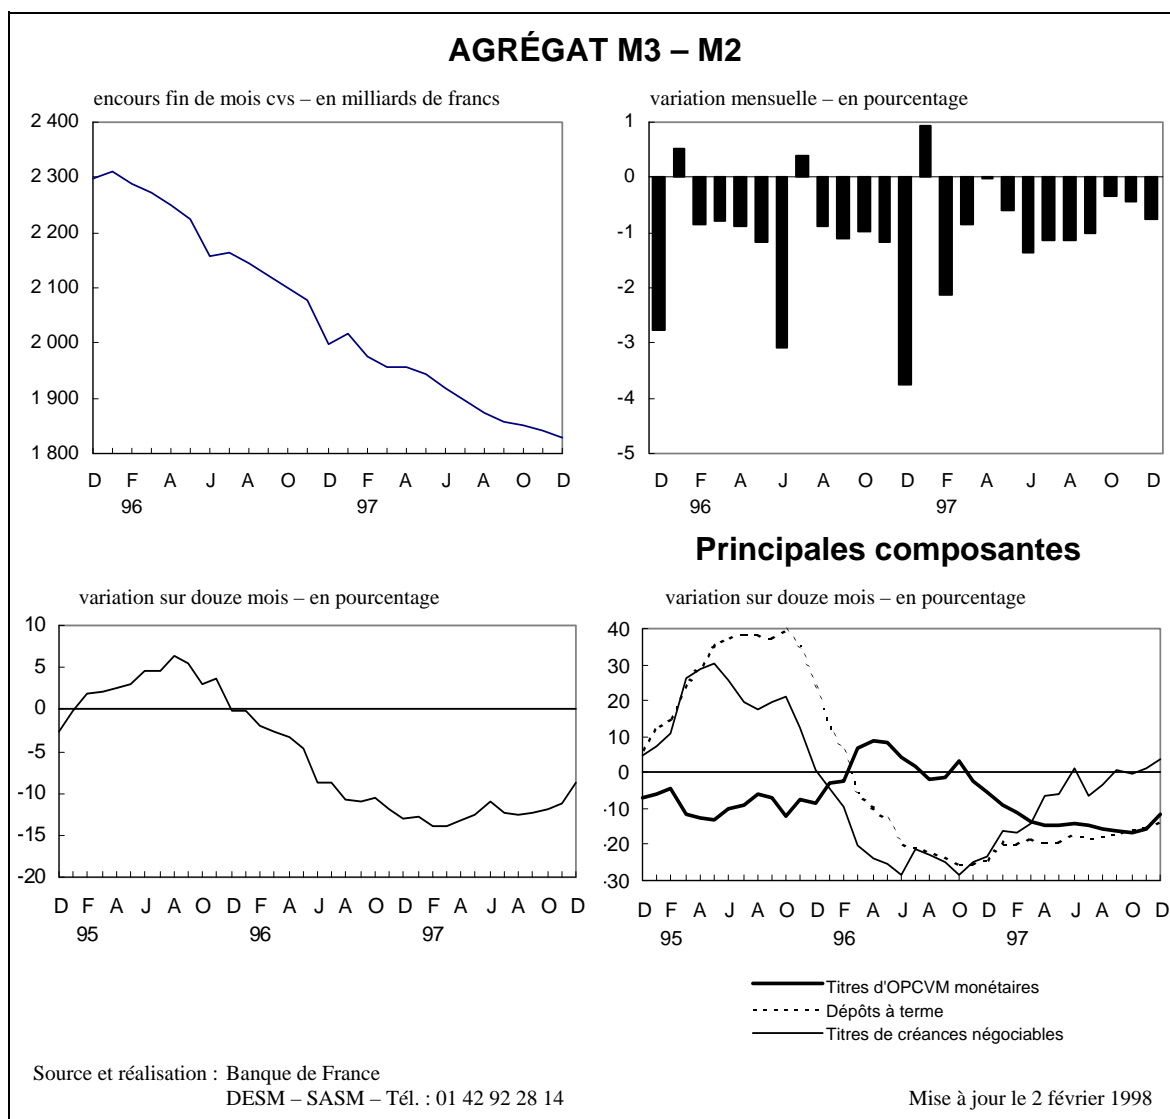 AGRÉGAT M3 – M2
encours fin de mois cvs – en milliards de francs
2 400
2 300
2 200
2 100
2 000
1 900
1 800
D F A J A O D F A J A O D
96 97
variation mensuelle – en pourcentage
1
0
-1
-2
-3
-4
-5
D F A J A O D F A J A O D
96 97
variation sur douze mois – en pourcentage
10
5
0
-5
-10
-15
-20
D F A J A O D F A J A O D F A J A O D
95 96 97
Principales composantes
variation sur douze mois – en pourcentage
40
30
20
10
0
-10
-20
-30
D F A J A O D F A J A O D F A J A O D
95 96 97
Titres d'OPCVM monétaires
Dépôts à terme
Titres de créances négociables
Source et réalisation : Banque de France
DESM – SASM – Tél. : 01 42 92 28 14
Mise à jour le 2 février 1998